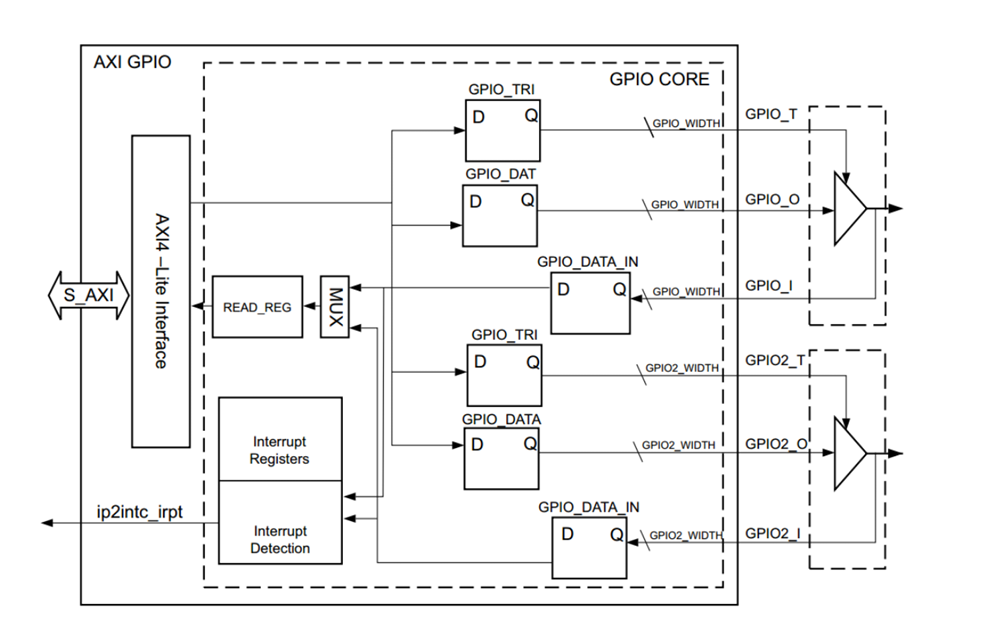 AXI GPIO
GPIO CORE
GPIO_TRI
D Q
GPIO_WIDTH
GPIO_T
GPIO_DAT
D Q
GPIO_WIDTH
GPIO_O
AXI4 –Lite Interface
S_AXI
READ_REG
MUX
GPIO_DATA_IN
D Q
GPIO_WIDTH
GPIO_I
GPIO_TRI
D Q
GPIO2_WIDTH
GPIO2_T
GPIO_DATA
D Q
GPIO2_WIDTH
GPIO2_O
Interrupt
Registers
Interrupt
Detection
ip2intc_irpt
GPIO_DATA_IN
D Q
GPIO2_WIDTH
GPIO2_I